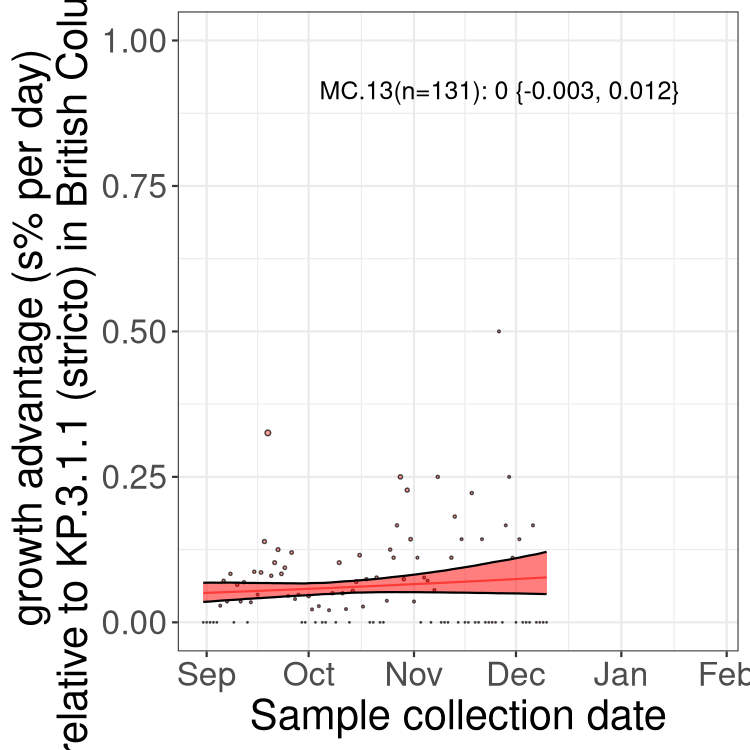 growth advantage (s% per day)
relative to KP.3.1.1 (stricto) in British
1.00
0.75
0.50
0.25
0.00
MC.13(n=131): 0 {-0.003, 0.012}
Sep Oct Nov Dec Jan Feb
Sample collection date